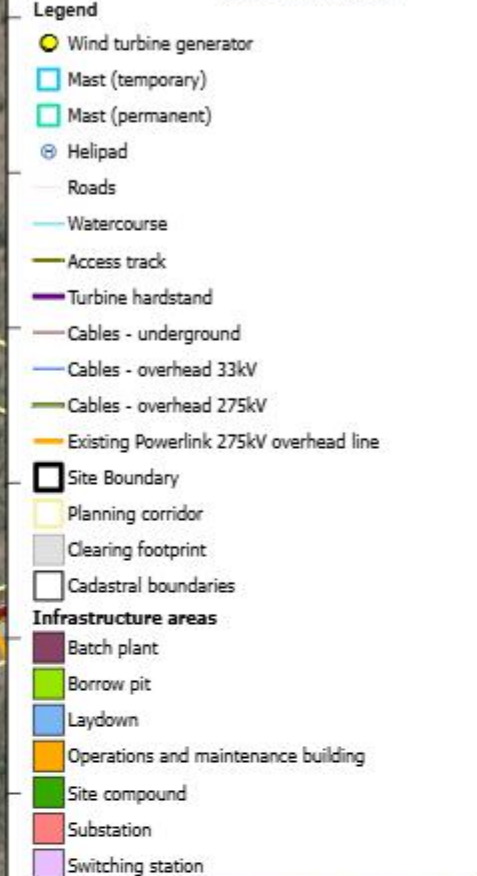 Legend
Wind turbine generator
Mast (temporary)
Mast (permanent)
Helipad
Roads
Watercourse
Access track
Turbine hardstand
Cables - underground
Cables - overhead 33kV
Cables - overhead 275kV
Existing Powerlink 275kV overhead line
Site Boundary
Planning corridor
Clearing footprint
Cadastral boundaries
Infrastructure areas
Batch plant
Borrow pit
Laydown
Operations and maintenance building
Site compound
Substation
Switching station